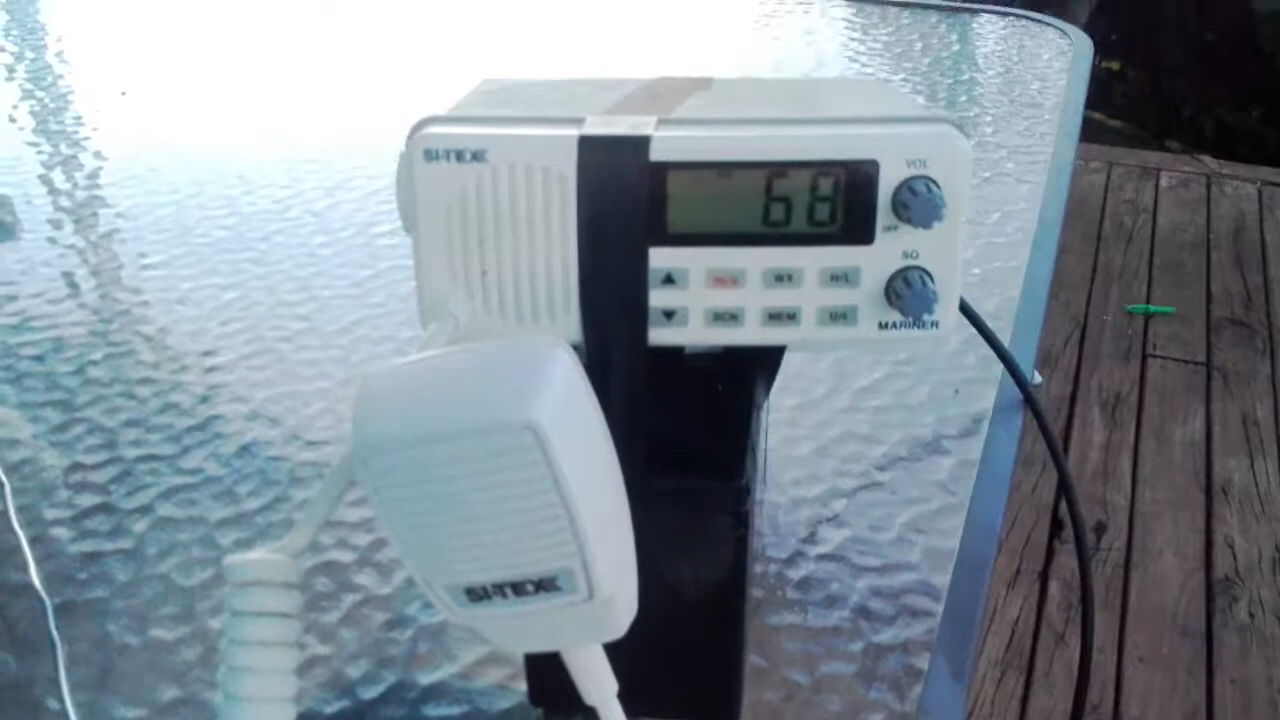 SI-TEX
68
VOL
OFF
SQ
▲ WX H/L
▼ SCN MEM U/I
MARINER
SI-TEX